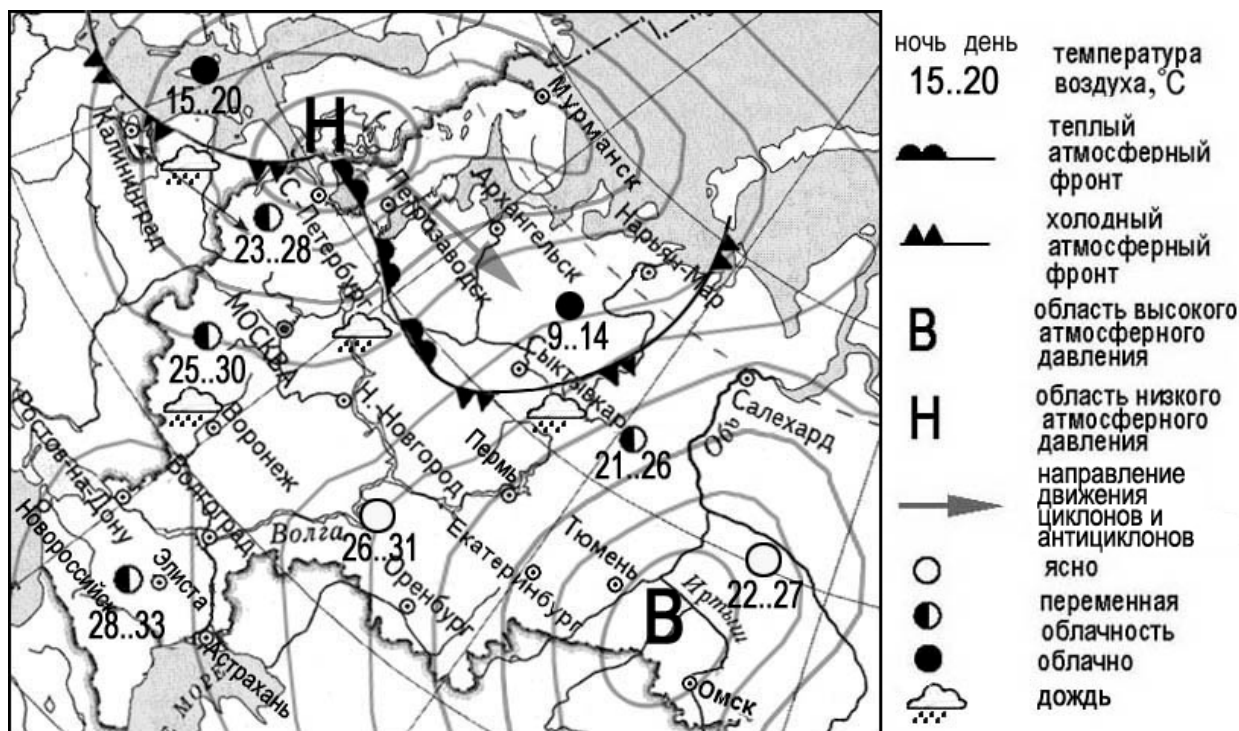 15..20
Н
Мурманск
Калининград
С.-Петербург
Петрозаводск
Архангельск
Нарьян-Мар
23..28
МОСКВА
9..14
25..30
Сыктывкар
Салехард
Обь
Воронеж
Н.-Новгород
Пермь
21..26
Ростов-на-Дону
Волгоград
Новороссийск
Волга
26..31
Екатеринбург
Тюмень
Иртыш
22..27
Элиста
28..33
Оренбург
В
Астрахань
МОРЕ
Омск
ночь день
15..20
температура
воздуха,°С
теплый
атмосферный
фронт
холодный
атмосферный
фронт
В
область высокого
атмосферного
давления
Н
область низкого
атмосферного
давления
направление
движения
циклонов и
антициклонов
ясно
переменная
облачность
облачно
дождь